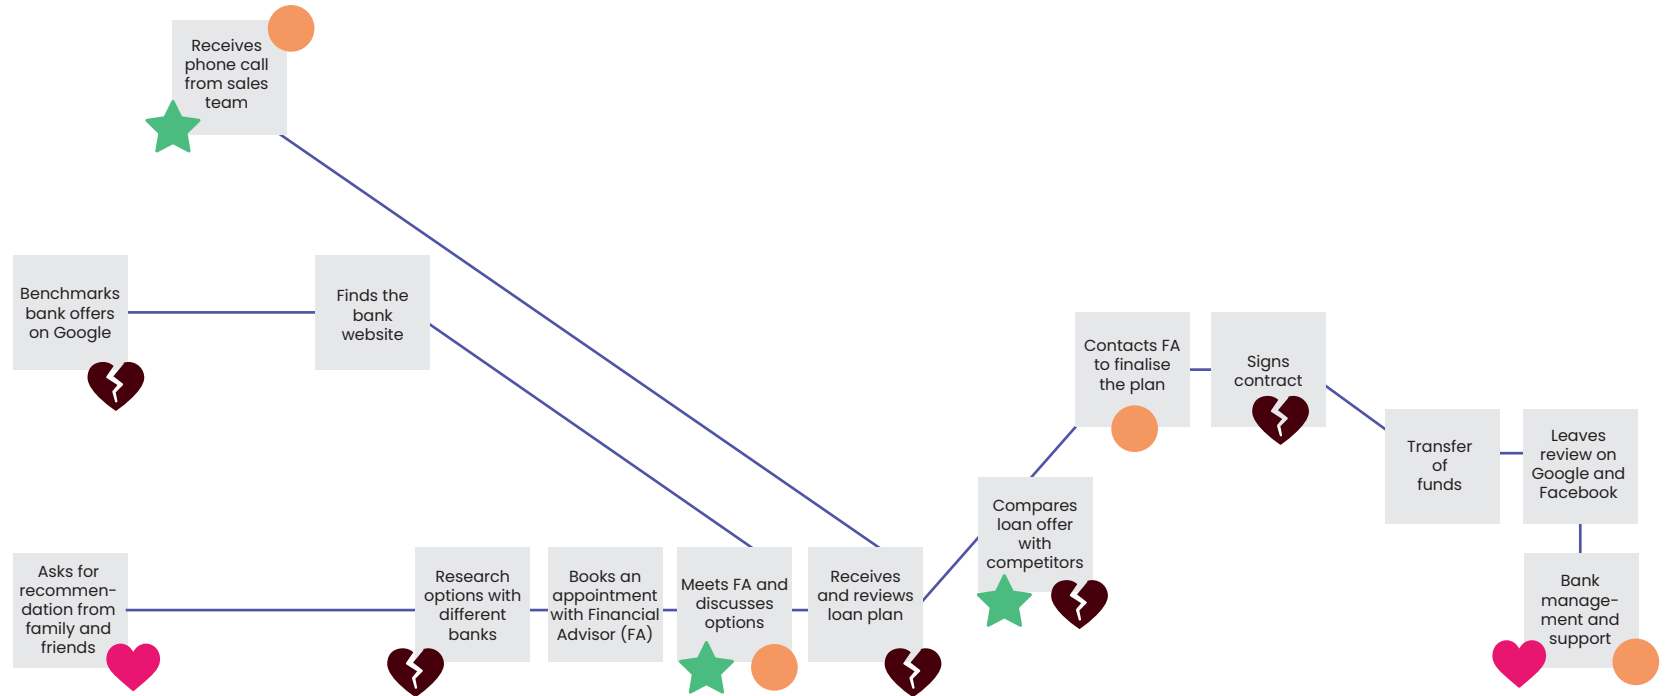 Receives
phone call
from sales
team
Benchmarks
bank offers
on Google
Finds the
bank
website
Asks for
recommen-
dation from
family and
friends
Research
options with
different
banks
Books an
appointment
with Financial
Advisor (FA)
Meets FA and
discusses
options
Receives
and reviews
loan plan
Compares
loan offer
with
competitors
Contacts FA
to finalise
the plan
Signs
contract
Transfer
of
funds
Leaves
review on
Google and
Facebook
Bank
manage-
ment and
support